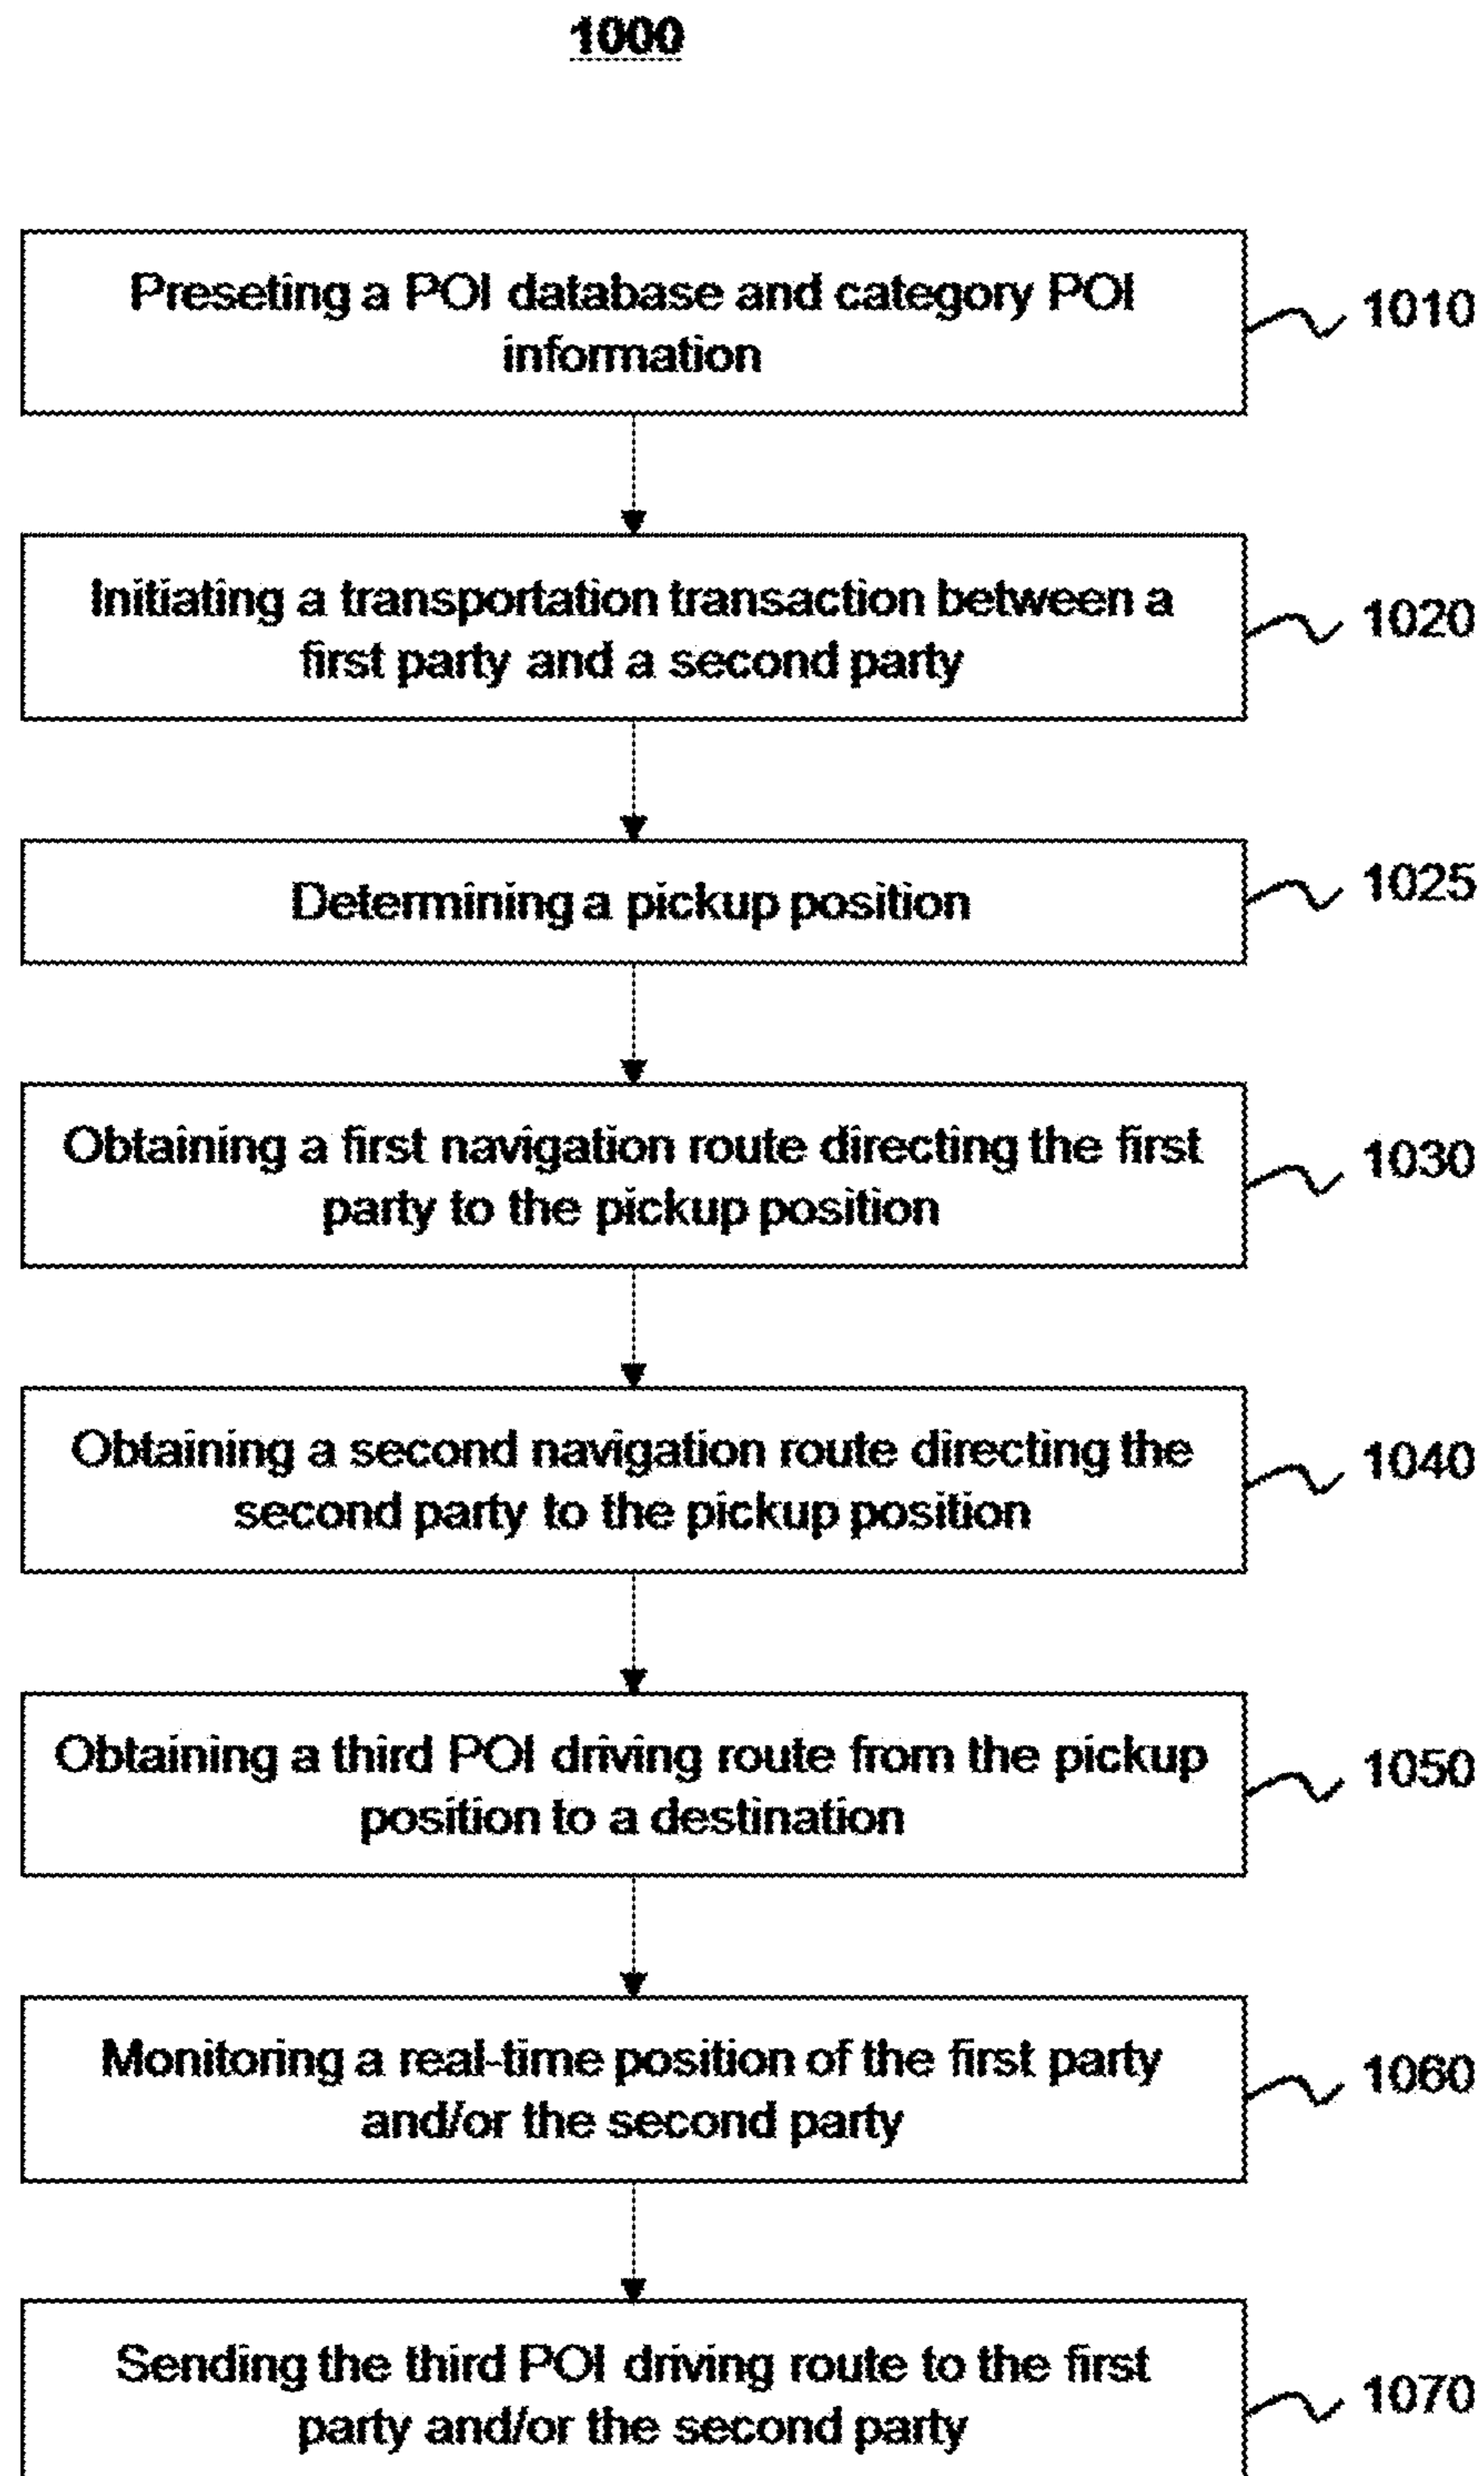 1000
Preseting a POI database and category POI
information
1010
Initiating a transportation transaction between a
first party and a second party
1020
Determining a pickup position
1025
Obtaining a first navigation route directing the first
party to the pickup position
1030
Obtaining a second navigation route directing the
second party to the pickup position
1040
Obtaining a third POI driving route from the pickup
position to a destination
1050
Monitoring a real-time position of the first party
and/or the second party
1060
Sending the third POI driving route to the first
party and/or the second party
1070